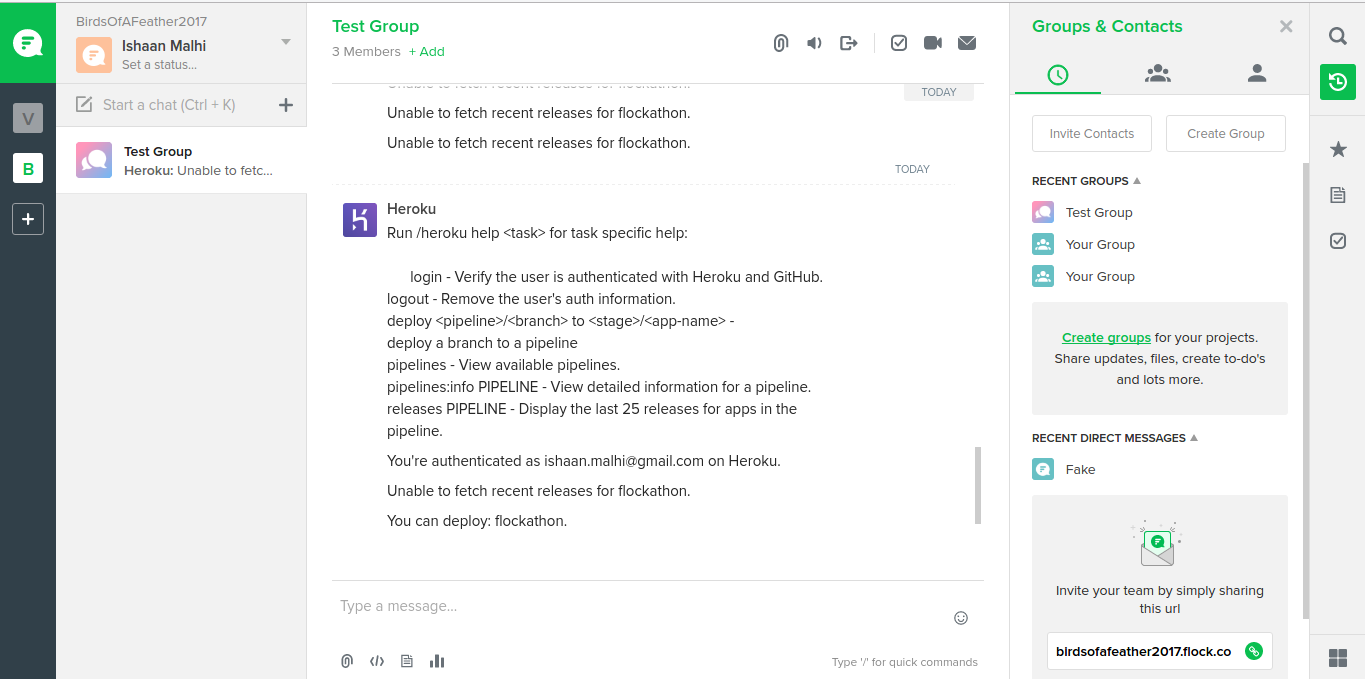 BirdsOfAFeather2017
Ishaan Malhi
Set a status...
Start a chat (Ctrl + K)
V
B
Test Group
Heroku: Unable to fetc...
Test Group
3 Members + Add
Unable to fetch recent releases for flockathon.
TODAY
Unable to fetch recent releases for flockathon.
Unable to fetch recent releases for flockathon.
TODAY
Heroku
Run /heroku help <task> for task specific help:
login - Verify the user is authenticated with Heroku and GitHub.
logout - Remove the user's auth information.
deploy <pipeline>/<branch> to <stage>/<app-name> -
deploy a branch to a pipeline
pipelines - View available pipelines.
pipelines:info PIPELINE - View detailed information for a pipeline.
releases PIPELINE - Display the last 25 releases for apps in the
pipeline.
You're authenticated as ishaan.malhi@gmail.com on Heroku.
Unable to fetch recent releases for flockathon.
You can deploy: flockathon.
Type a message...
Type '/' for quick commands
Groups & Contacts
Invite Contacts
Create Group
RECENT GROUPS
Test Group
Your Group
Your Group
Create groups for your projects.
Share updates, files, create to-do's
and lots more.
RECENT DIRECT MESSAGES
Fake
Invite your team by simply sharing
this url
birdsofafeather2017.flock.co